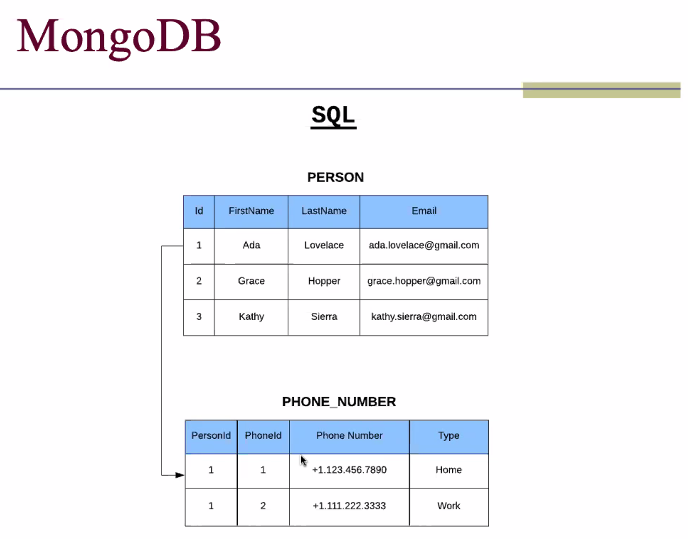 MongoDB
SQL
PERSON
Id FirstName LastName Email
1 Ada Lovelace ada.lovelace@gmail.com
2 Grace Hopper grace.hopper@gmail.com
3 Kathy Sierra kathy.sierra@gmail.com
PHONE_NUMBER
PersonId PhoneId Phone Number Type
1 1 +1.123.456.7890 Home
1 2 +1.111.222.3333 Work